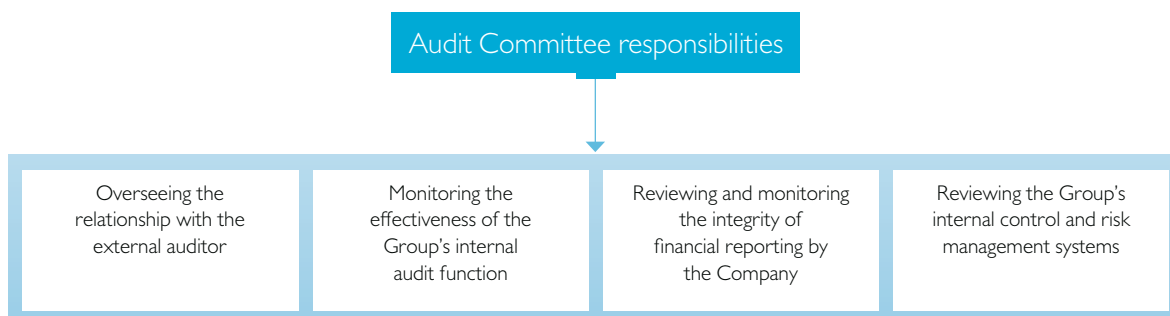 Audit Committee responsibilities
Overseeing the
relationship with the
external auditor
Monitoring the
effectiveness of the
Group’s internal
audit function
Reviewing and monitoring
the integrity of
financial reporting by
the Company
Reviewing the Group’s
internal control and risk
management systems